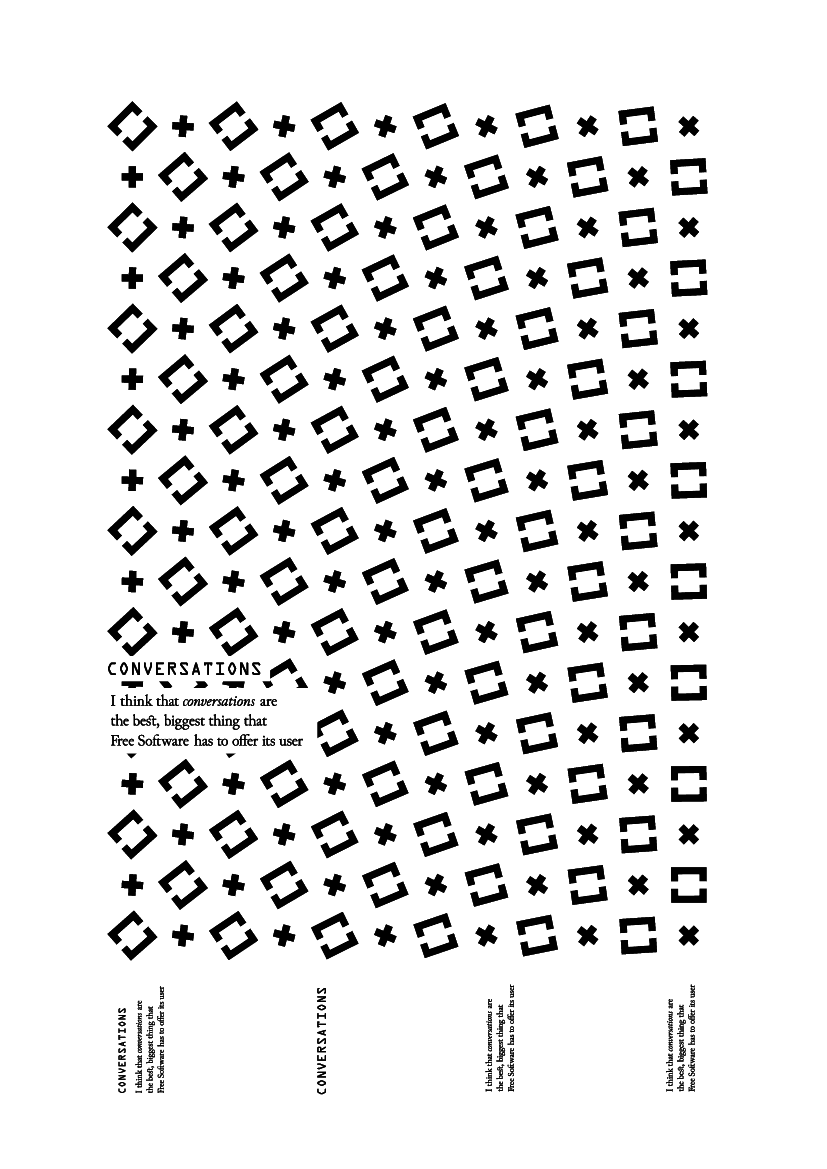 CONVERSATIONS
I think that conversations are
the best, biggest thing that
Free Software has to offer its user
CONVERSATIONS
I think that conversations are
the best, biggest thing that
Free Software has to offer its user
CONVERSATIONS
I think that conversations are
the best, biggest thing that
Free Software has to offer its user
I think that conversations are
the best, biggest thing that
Free Software has to offer its user